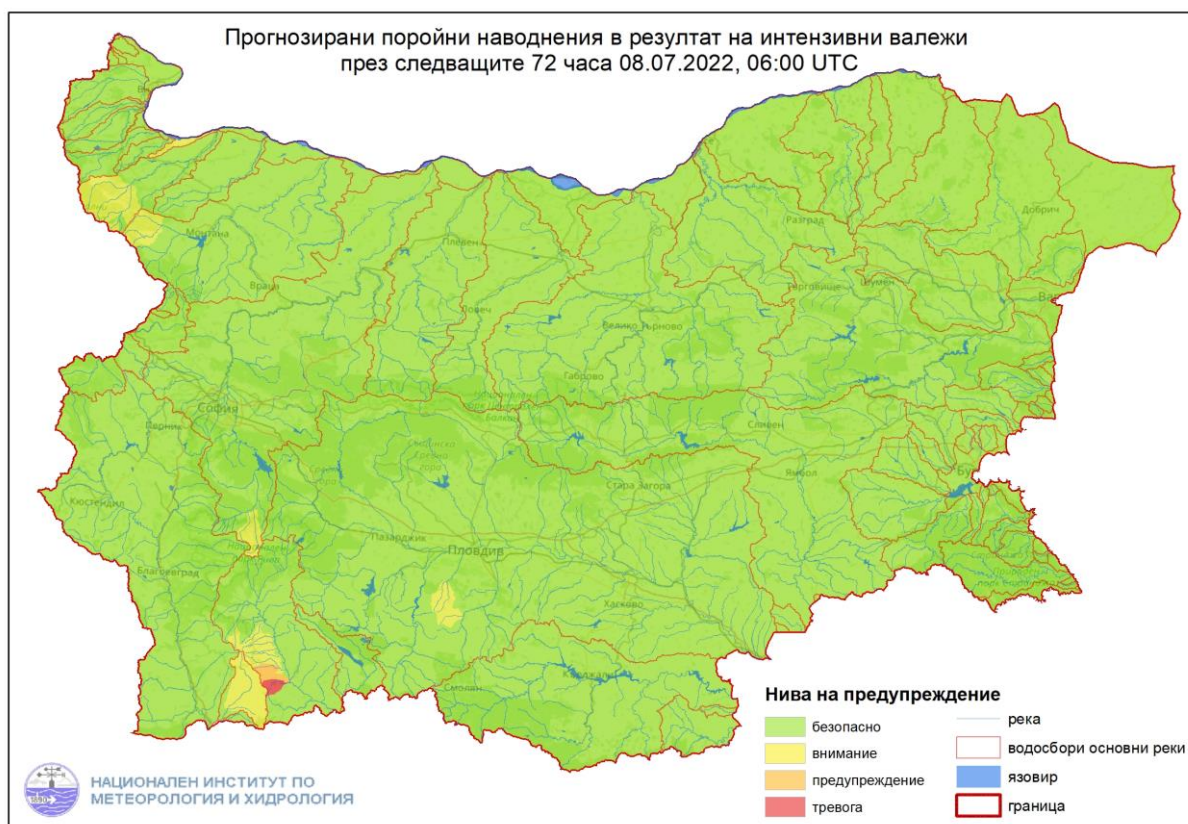 Прогнозирани поройни наводнения в резултат на интензивни валежи
през следващите 72 часа 08.07.2022, 06:00 UTC
Добрич
Разград
Монтана
Плевен
Търговище
Шумен
Враца
Ловеч
Велико Търново
Габрово
София
Перник
Сливен
Ямбол
Стара Загора
Кюстендил
Пазарджик
Пловдив
Благоевград
Хасково
Смолян
Кърджали
Нива на предупреждение
безопасно
внимание
предупреждение
тревога
река
водосбори основни реки
язовир
граница
1890
НАЦИОНАЛЕН ИНСТИТУТ ПО
МЕТЕОРОЛОГИЯ И ХИДРОЛОГИЯ